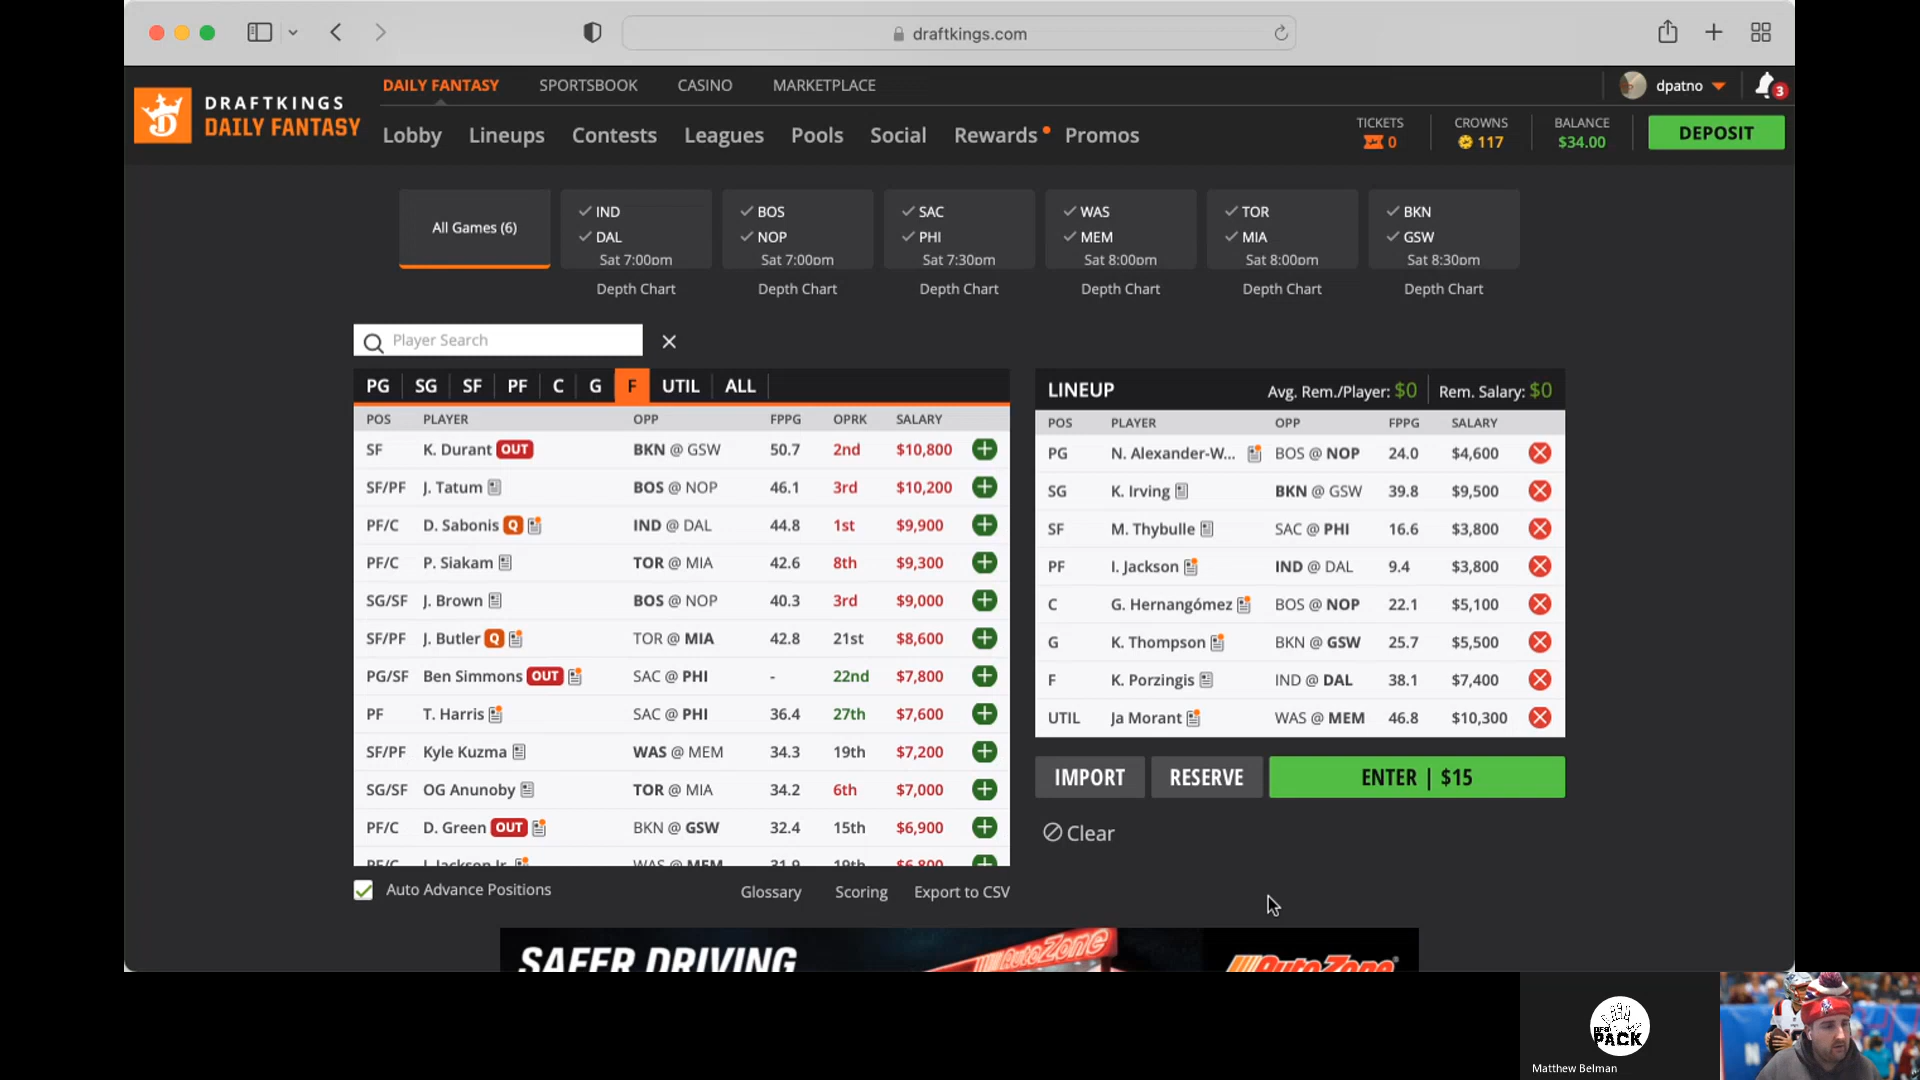 draftkings.com
DRAFTKINGS
DAILY FANTASY
DAILY FANTASY SPORTSBOOK CASINO MARKETPLACE
dpatno
3
Lobby Lineups Contests Leagues Pools Social Rewards Promos
TICKETS
0
CROWNS
117
BALANCE
$34.00
DEPOSIT
All Games (6)
IND
DAL
Sat 7:00pm
Depth Chart
BOS
NOP
Sat 7:00pm
Depth Chart
SAC
PHI
Sat 7:30pm
Depth Chart
WAS
MEM
Sat 8:00pm
Depth Chart
TOR
MIA
Sat 8:00pm
Depth Chart
BKN
GSW
Sat 8:30pm
Depth Chart
Player Search
PG SG SF PF C G F UTIL ALL
POS PLAYER OPP FPPG OPRK SALARY
SF K. Durant OUT BKN @ GSW 50.7 2nd $10,800
SF/PF J. Tatum BOS @ NOP 46.1 3rd $10,200
PF/C D. Sabonis Q IND @ DAL 44.8 1st $9,900
PF/C P. Siakam TOR @ MIA 42.6 8th $9,300
SG/SF J. Brown BOS @ NOP 40.3 3rd $9,000
SF/PF J. Butler Q TOR @ MIA 42.8 21st $8,600
PG/SF Ben Simmons OUT SAC @ PHI - 22nd $7,800
PF T. Harris SAC @ PHI 36.4 27th $7,600
SF/PF Kyle Kuzma WAS @ MEM 34.3 19th $7,200
SG/SF OG Anunoby TOR @ MIA 34.2 6th $7,000
PF/C D. Green OUT BKN @ GSW 32.4 15th $6,900
PF/C J. Jackson Jr. WAS @ MEM 31.9 19th $6,800
Auto Advance Positions
Glossary Scoring Export to CSV
LINEUP Avg. Rem./Player: $0 Rem. Salary: $0
POS PLAYER OPP FPPG SALARY
PG N. Alexander-W... BOS @ NOP 24.0 $4,600
SG K. Irving BKN @ GSW 39.8 $9,500
SF M. Thybulle SAC @ PHI 16.6 $3,800
PF I. Jackson IND @ DAL 9.4 $3,800
C G. Hernangómez BOS @ NOP 22.1 $5,100
G K. Thompson BKN @ GSW 25.7 $5,500
F K. Porzingis IND @ DAL 38.1 $7,400
UTIL Ja Morant WAS @ MEM 46.8 $10,300
IMPORT RESERVE ENTER | $15
Clear
SAFER DRIVING
AutoZone
AutoZone
PACK
Matthew Belman